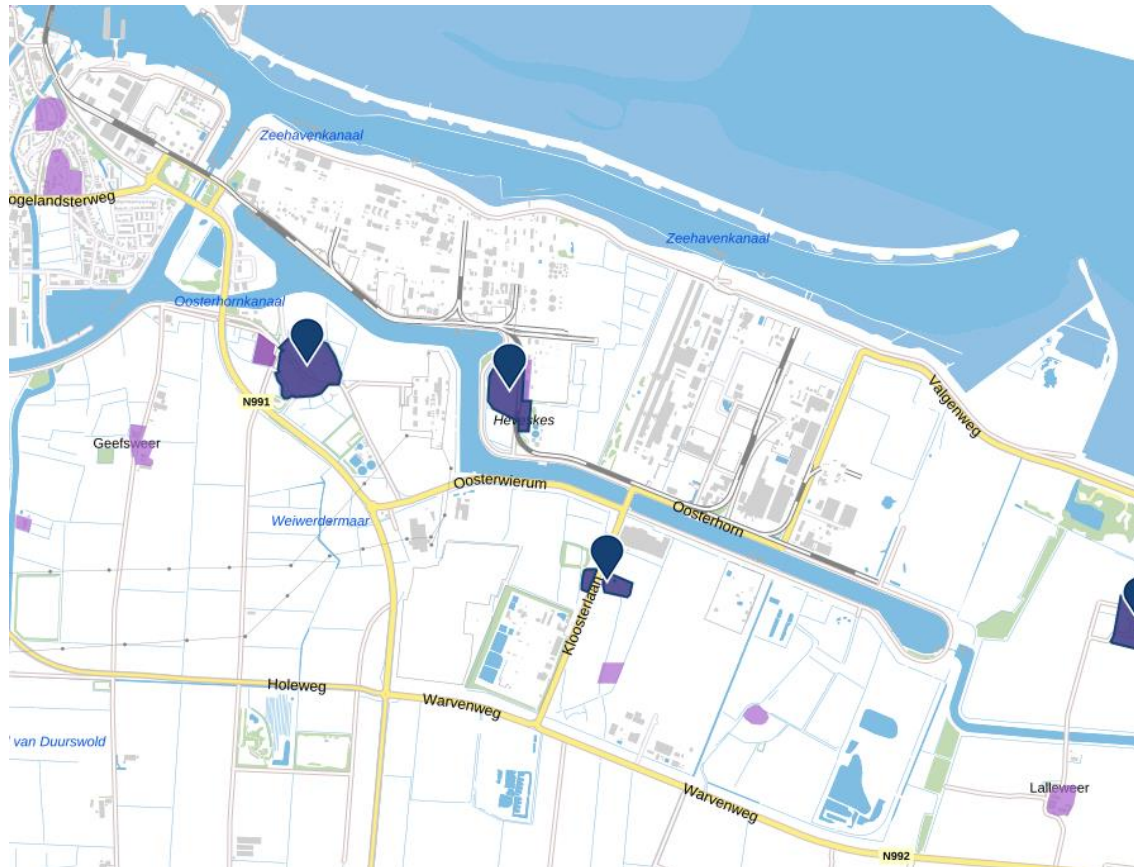 Zeehavenkanaal
ogelandsterweg
Zeehavenkanaal
Oosterhornkanaal
Valgenweg
N991
Heveskes
Geefsweer
Oosterwierum
Weiwerdermaar
Oosterhorn
Kloosterlaan
Holeweg
Warvenweg
l van Duurswold
Lalleweer
Warvenweg
N992